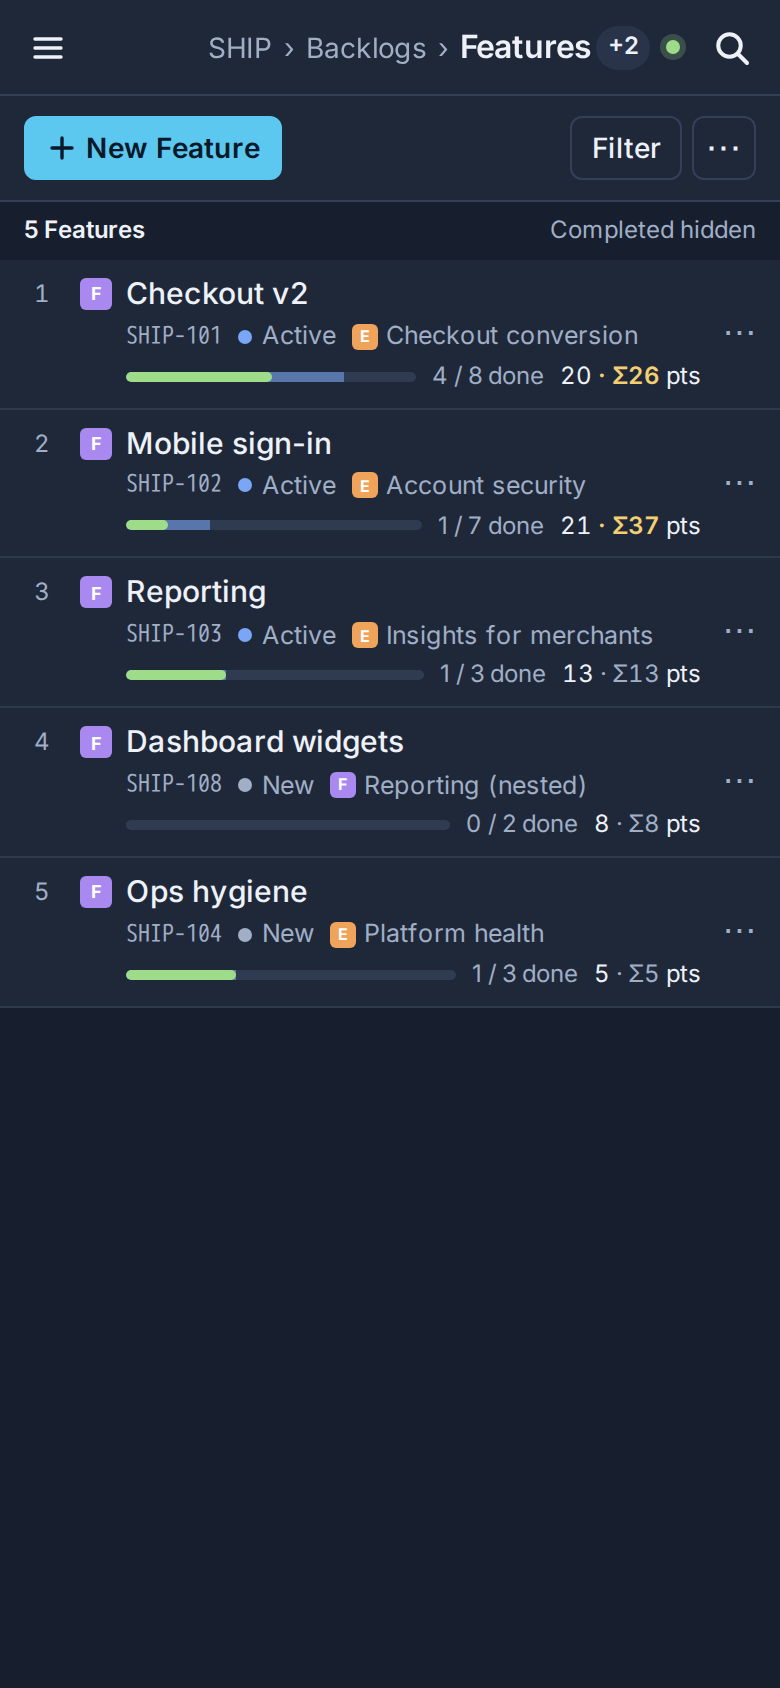 SHIP › Backlogs › Features +2
+ New Feature Filter ···
5 Features Completed hidden
1 F Checkout v2
SHIP-101 Active E Checkout conversion ···
4 / 8 done 20 · Σ26 pts
2 F Mobile sign-in
SHIP-102 Active E Account security ···
1 / 7 done 21 · Σ37 pts
3 F Reporting
SHIP-103 Active E Insights for merchants ···
1 / 3 done 13 · Σ13 pts
4 F Dashboard widgets
SHIP-108 New F Reporting (nested) ···
0 / 2 done 8 · Σ8 pts
5 F Ops hygiene
SHIP-104 New E Platform health ···
1 / 3 done 5 · Σ5 pts